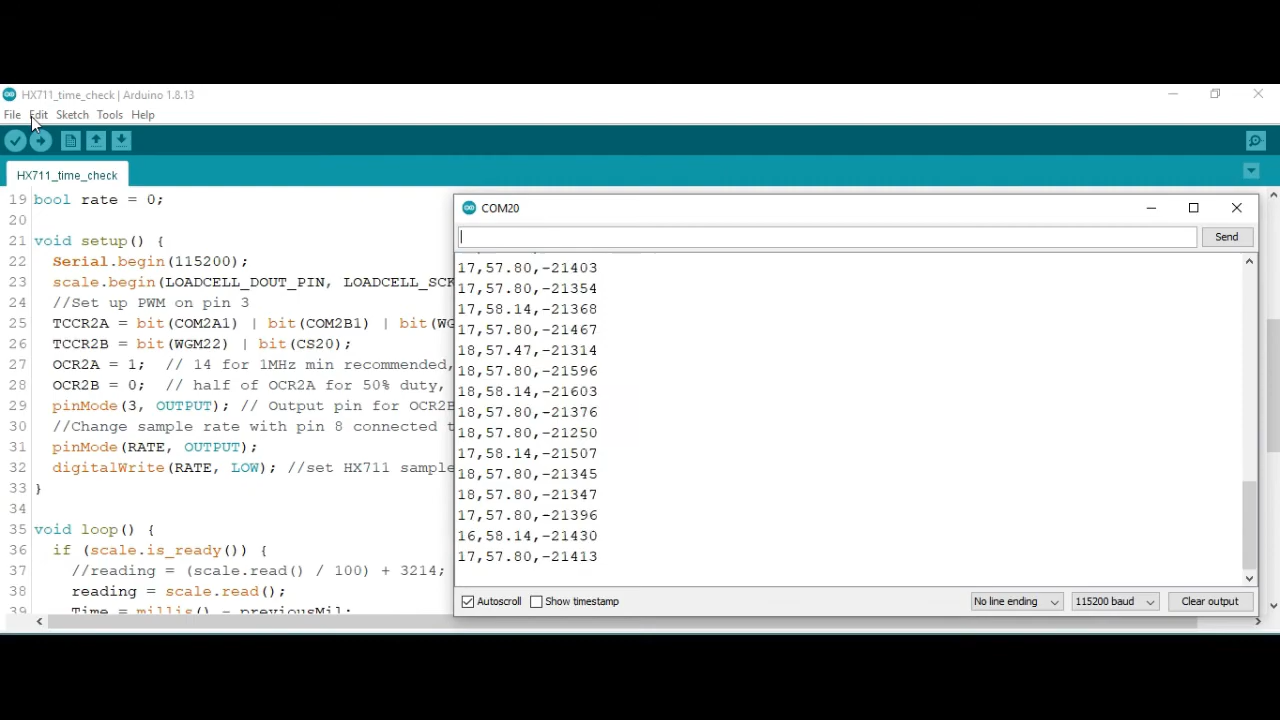 HX711_time_check | Arduino 1.8.13
File Edit Sketch Tools Help
HX711_time_check
19 bool rate = 0;
20
21 void setup() {
22 Serial.begin(115200);
23 scale.begin(LOADCELL_DOUT_PIN, LOADCELL_SCK
24 //Set up PWM on pin 3
25 TCCR2A = bit(COM2A1) | bit(COM2B1) | bit(WG
26 TCCR2B = bit(WGM22) | bit(CS20);
27 OCR2A = 1; // 14 for 1MHz min recommended,
28 OCR2B = 0; // half of OCR2A for 50% duty,
29 pinMode(3, OUTPUT); // Output pin for OCR2B
30 //Change sample rate with pin 8 connected t
31 pinMode(RATE, OUTPUT);
32 digitalWrite(RATE, LOW); //set HX711 sample
33 }
34
35 void loop() {
36 if (scale.is_ready()) {
37 //reading = (scale.read() / 100) + 3214;
38 reading = scale.read();
39 Time = millis() - previousMil;
COM20
Send
17,57.80,-21403
17,57.80,-21354
17,58.14,-21368
17,57.80,-21467
18,57.47,-21314
18,57.80,-21596
18,58.14,-21603
18,57.80,-21376
18,57.80,-21250
17,58.14,-21507
18,57.80,-21345
18,57.80,-21347
17,57.80,-21396
16,58.14,-21430
17,57.80,-21413
Autoscroll Show timestamp No line ending 115200 baud Clear output